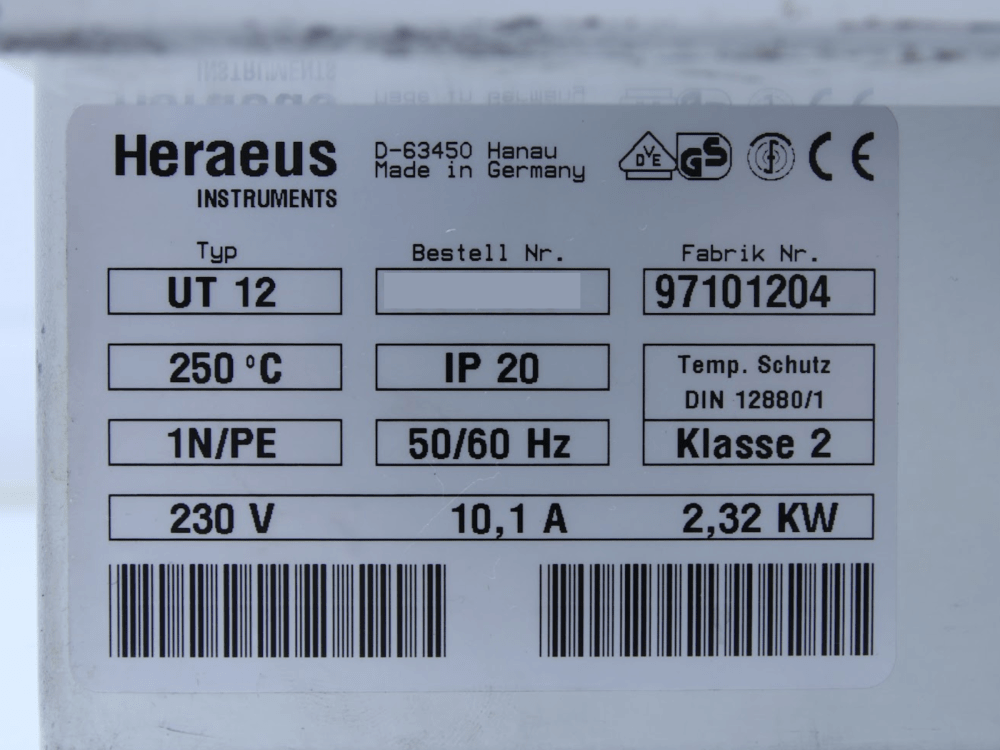 Heraeus
INSTRUMENTS
D-63450 Hanau
Made in Germany
DVE
GS
CE
Typ
Bestell Nr.
Fabrik Nr.
UT 12
97101204
250 °C
IP 20
Temp. Schutz
DIN 12880/1
1N/PE
50/60 Hz
Klasse 2
230 V
10,1 A
2,32 KW